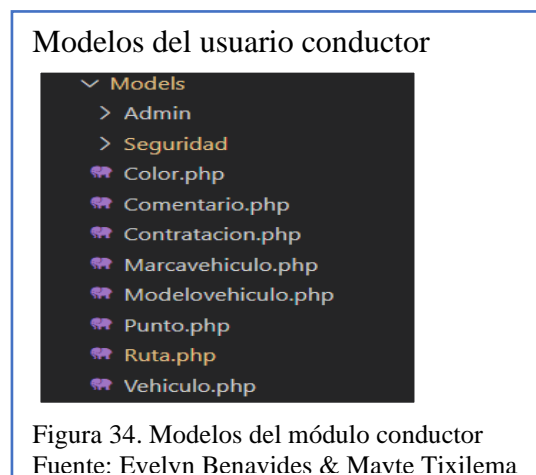 Modelos del usuario conductor
Models
Admin
Seguridad
Color.php
Comentario.php
Contratacion.php
Marcavehiculo.php
Modelovehiculo.php
Punto.php
Ruta.php
Vehiculo.php
Figura 34. Modelos del módulo conductor
Fuente: Evelyn Benavides & Mayte Tixilema